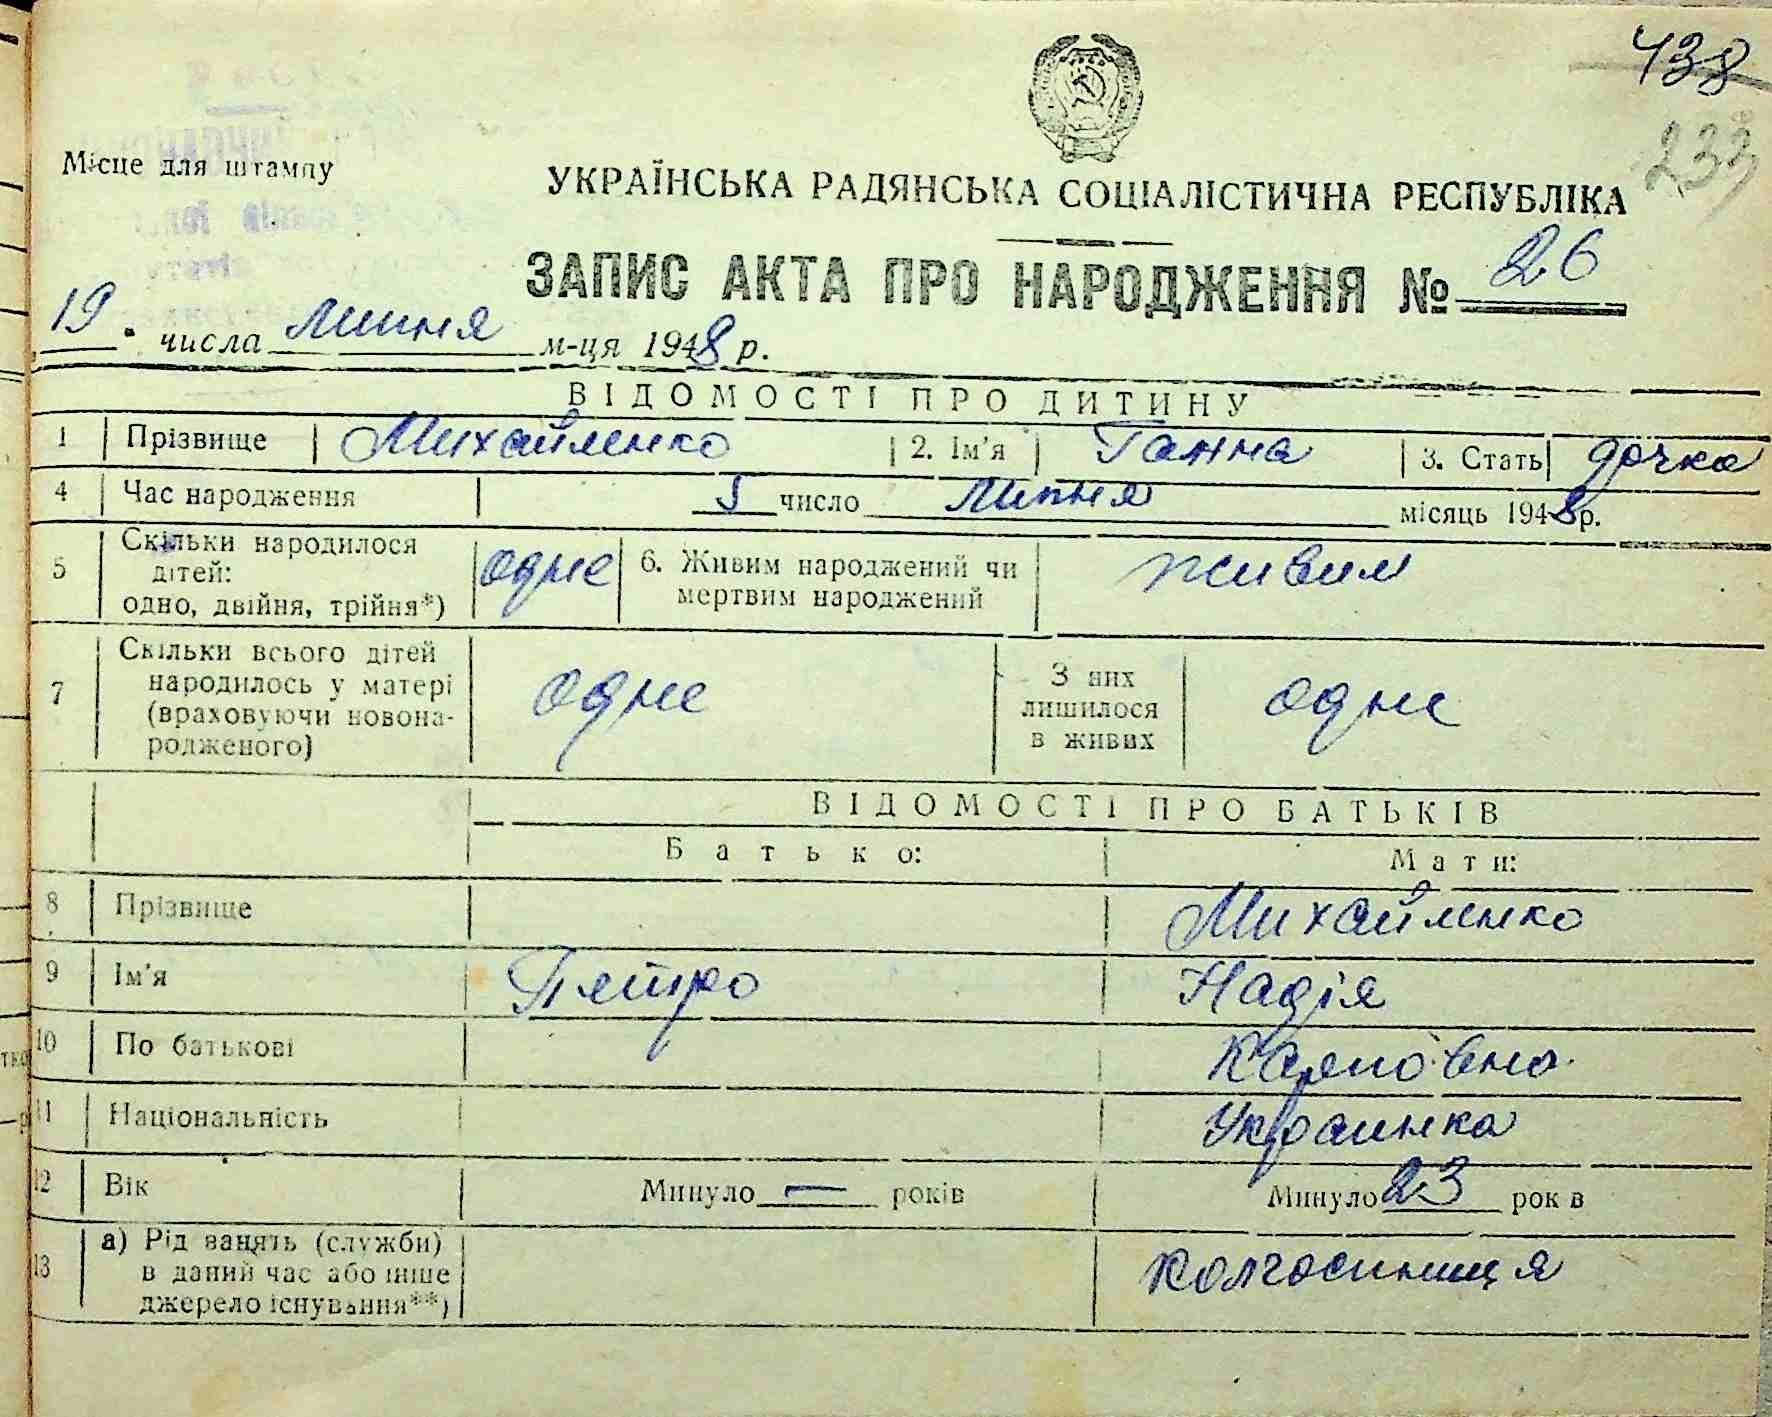 438
233
Місце для штампу
УКРАЇНСЬКА РАДЯНСЬКА СОЦІАЛІСТИЧНА РЕСПУБЛІКА
ЗАПИС АКТА ПРО НАРОДЖЕННЯ № 26
19 числа липня м-ця 1948 р.
ВІДОМОСТІ ПРО ДИТИНУ
1 Прізвище Михайленко 2. Ім'я Ганна 3. Стать дочка
4 Час народження 5 число липня місяць 1948 р.
5 Скільки народилося дітей: одно, двійня, трійня*) одне 6. Живим народжений чи мертвим народжений живим
7 Скільки всього дітей народилось у матері (враховуючи новонародженого) одне З них лишилося в живих одне
ВІДОМОСТІ ПРО БАТЬКІВ
Батько: Мати:
8 Прізвище Михайленко
9 Ім'я Петро Надія
10 По батькові Карповна
11 Національність Украинка
12 Вік Минуло — років Минуло 23 рок в
13 а) Рід занять (служби) в даний час або інше джерело існування**) колгоспниця